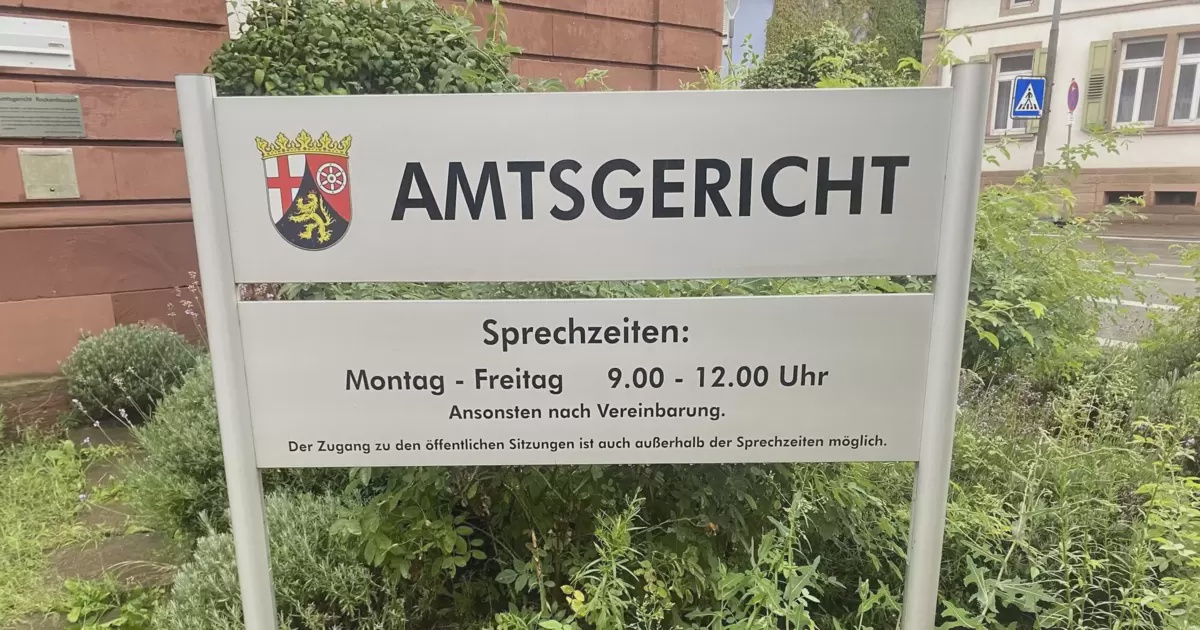 AMTSGERICHT
Sprechzeiten:
Montag - Freitag 9.00 - 12.00 Uhr
Ansonsten nach Vereinbarung.
Der Zugang zu den öffentlichen Sitzungen ist auch außerhalb der Sprechzeiten möglich.